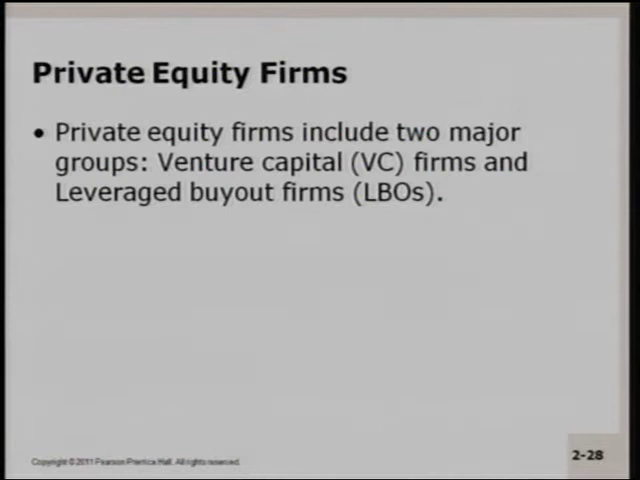 Private Equity Firms
• Private equity firms include two major
groups: Venture capital (VC) firms and
Leveraged buyout firms (LBOs).
Copyright © 2011 Pearson Prentice Hall. All rights reserved.
2-28